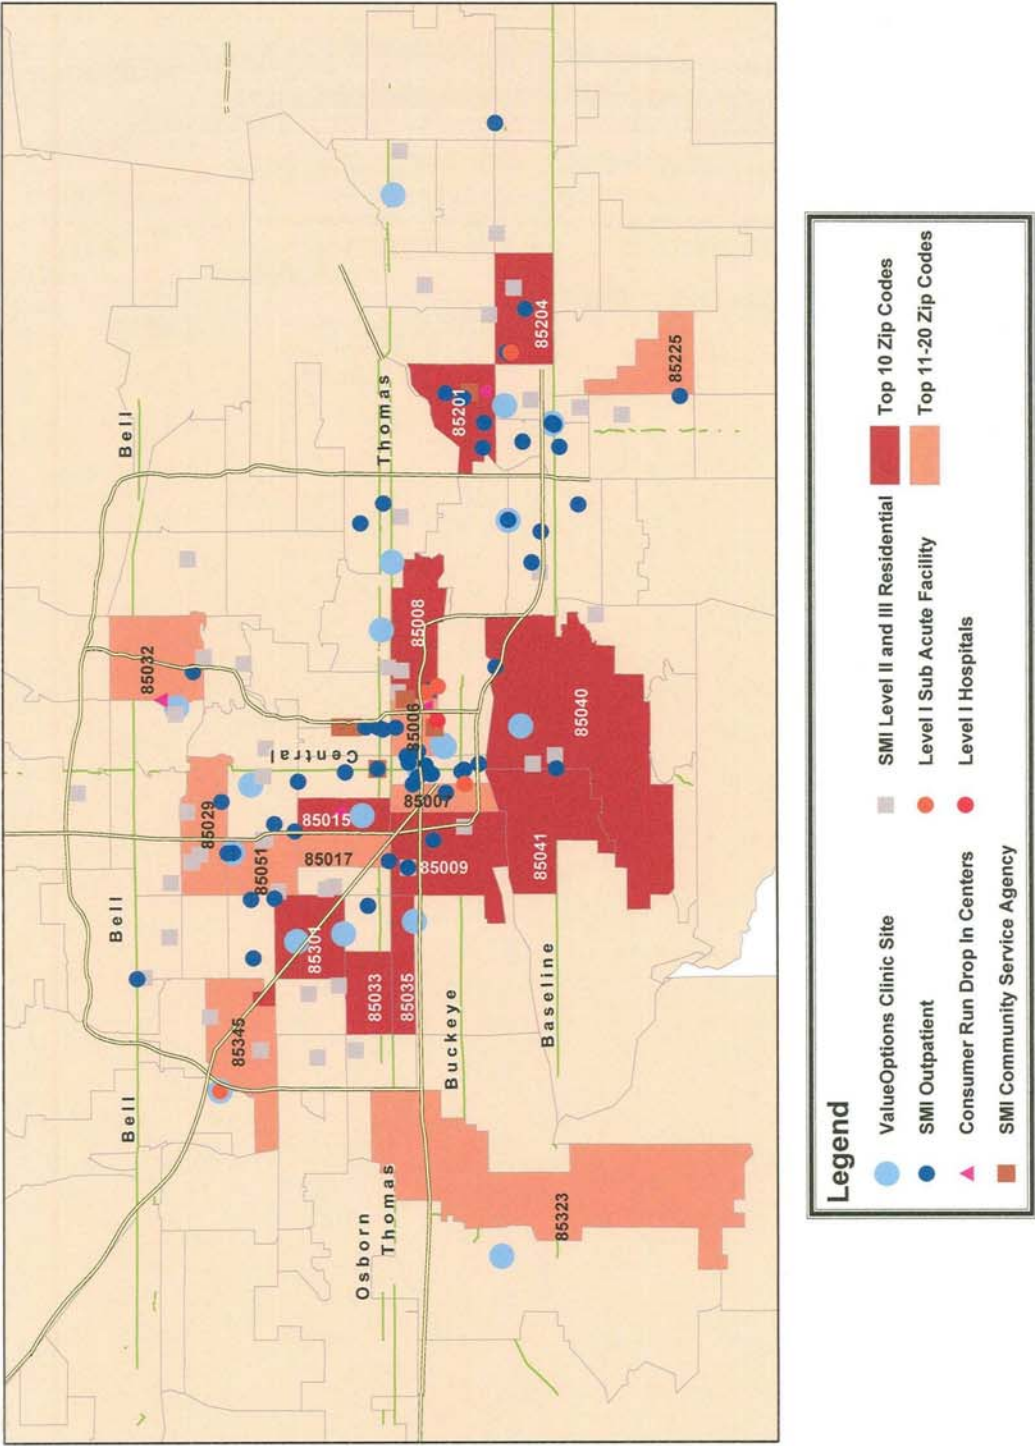 Bell
Bell
Bell
85032
85029
85345
85051
Central
85015
85017
85301
Osborn
Thomas
Thomas
85033
85035
85008
85006
85007
85009
85201
Buckeye
85204
Baseline
85041
85040
85323
85225
Legend
ValueOptions Clinic Site
SMI Outpatient
Consumer Run Drop In Centers
SMI Community Service Agency
SMI Level II and III Residential
Level I Sub Acute Facility
Level I Hospitals
Top 10 Zip Codes
Top 11-20 Zip Codes